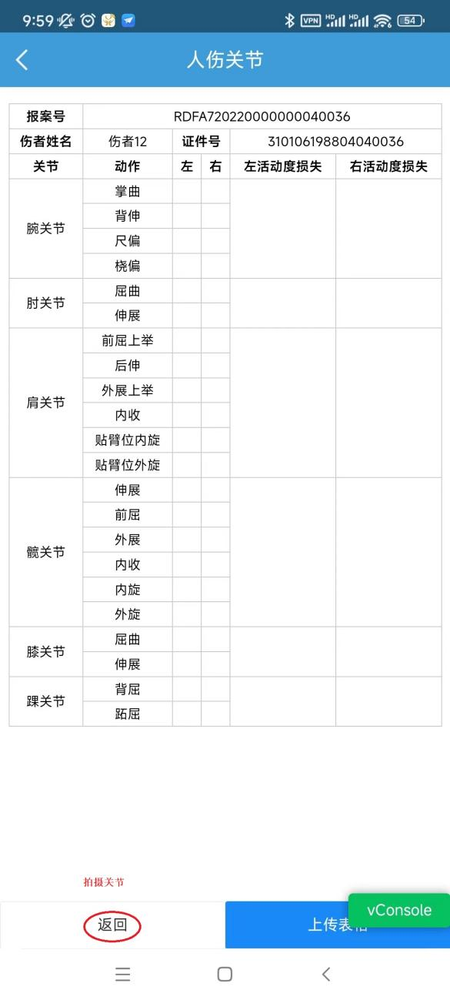 9:59 VPN HD HD 54
人伤关节
报案号 RDFA720220000000040036
伤者姓名 伤者12 证件号 310106198804040036
关节 动作 左 右 左活动度损失 右活动度损失
腕关节
掌曲
背伸
尺偏
桡偏
肘关节
屈曲
伸展
肩关节
前屈上举
后伸
外展上举
内收
贴臂位内旋
贴臂位外旋
髋关节
伸展
前屈
外展
内收
内旋
外旋
膝关节
屈曲
伸展
踝关节
背屈
跖屈
拍摄关节
返回 上传表格 vConsole